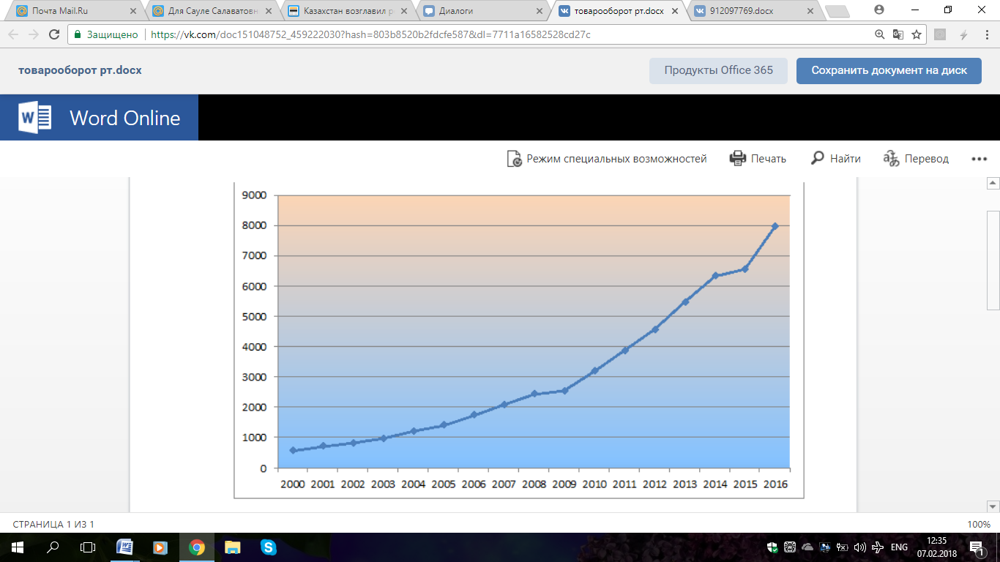 Почта Mail.Ru
Для Сауле Салаватовн
Казахстан возглавил р
Диалоги
товарооборот рт.docx
912097769.docx
Защищено
https://vk.com/doc151048752_459222030?hash=803b8520b2fdcfe587&dl=7711a16582528cd27c
товарооборот рт.docx
Продукты Office 365
Сохранить документ на диск
Word Online
Режим специальных возможностей
Печать
Найти
Перевод
9000
8000
7000
6000
5000
4000
3000
2000
1000
0
2000 2001 2002 2003 2004 2005 2006 2007 2008 2009 2010 2011 2012 2013 2014 2015 2016
СТРАНИЦА 1 ИЗ 1
100%
ENG
12:35
07.02.2018
1